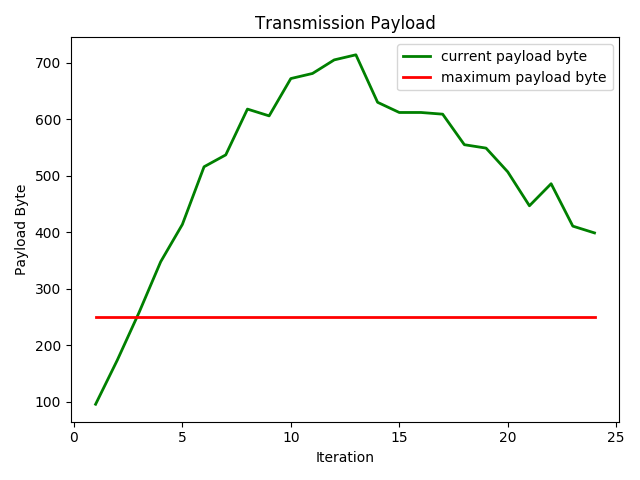 Transmission Payload
current payload byte
maximum payload byte
700
600
500
400
300
200
100
Payload Byte
0
5
10
15
20
25
Iteration